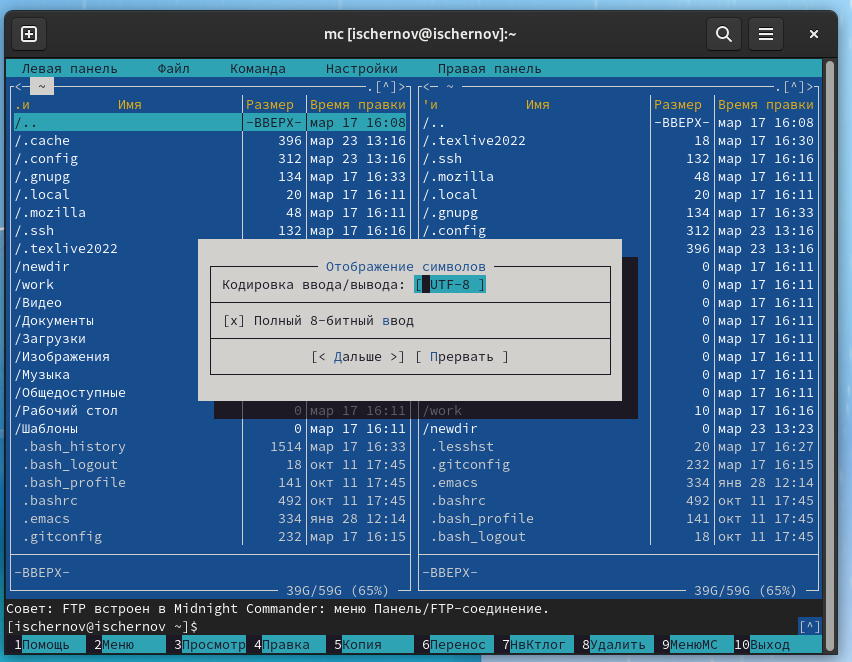 mc [ischernov@ischernov]:~
Левая панель Файл Команда Настройки Правая панель
<- ~ .[^]> <- ~ .[^]>
.и Имя Размер Время правки 'и Имя Размер Время правки
/.. -ВВЕРХ- мар 17 16:08 /.. -ВВЕРХ- мар 17 16:08
/.cache 396 мар 23 13:16 /.texlive2022 18 мар 17 16:30
/.config 312 мар 23 13:16 /.ssh 132 мар 17 16:16
/.gnupg 134 мар 17 16:33 /.mozilla 48 мар 17 16:11
/.local 20 мар 17 16:11 /.local 20 мар 17 16:11
/.mozilla 48 мар 17 16:11 /.gnupg 134 мар 17 16:33
/.ssh 132 мар 17 16:16 /.config 312 мар 23 13:16
/.texlive2022 396 мар 23 13:16
/newdir Отображение символов 0 мар 17 16:11
/work Кодировка ввода/вывода: [ UTF-8 ] 0 мар 17 16:11
/Видео 0 мар 17 16:11
/Документы [x] Полный 8-битный ввод 0 мар 17 16:11
/Загрузки 0 мар 17 16:11
/Изображения [< Дальше >] [ Прервать ] 0 мар 17 16:11
/Музыка 0 мар 17 16:11
/Общедоступные 0 мар 17 16:11
/Рабочий стол 0 мар 17 16:11 /work 10 мар 17 16:16
/Шаблоны 0 мар 17 16:11 /newdir 0 мар 23 13:23
.bash_history 1514 мар 17 16:33 .lesshst 20 мар 17 16:27
.bash_logout 18 окт 11 17:45 .gitconfig 232 мар 17 16:15
.bash_profile 141 окт 11 17:45 .emacs 334 янв 28 12:14
.bashrc 492 окт 11 17:45 .bashrc 492 окт 11 17:45
.emacs 334 янв 28 12:14 .bash_profile 141 окт 11 17:45
.gitconfig 232 мар 17 16:15 .bash_logout 18 окт 11 17:45
-ВВЕРХ- -ВВЕРХ-
39G/59G (65%) 39G/59G (65%)
Совет: FTP встроен в Midnight Commander: меню Панель/FTP-соединение.
[ischernov@ischernov ~]$ [^]
1Помощь 2Меню 3Просмотр 4Правка 5Копия 6Перенос 7НвКтлог 8Удалить 9МенюMC 10Выход